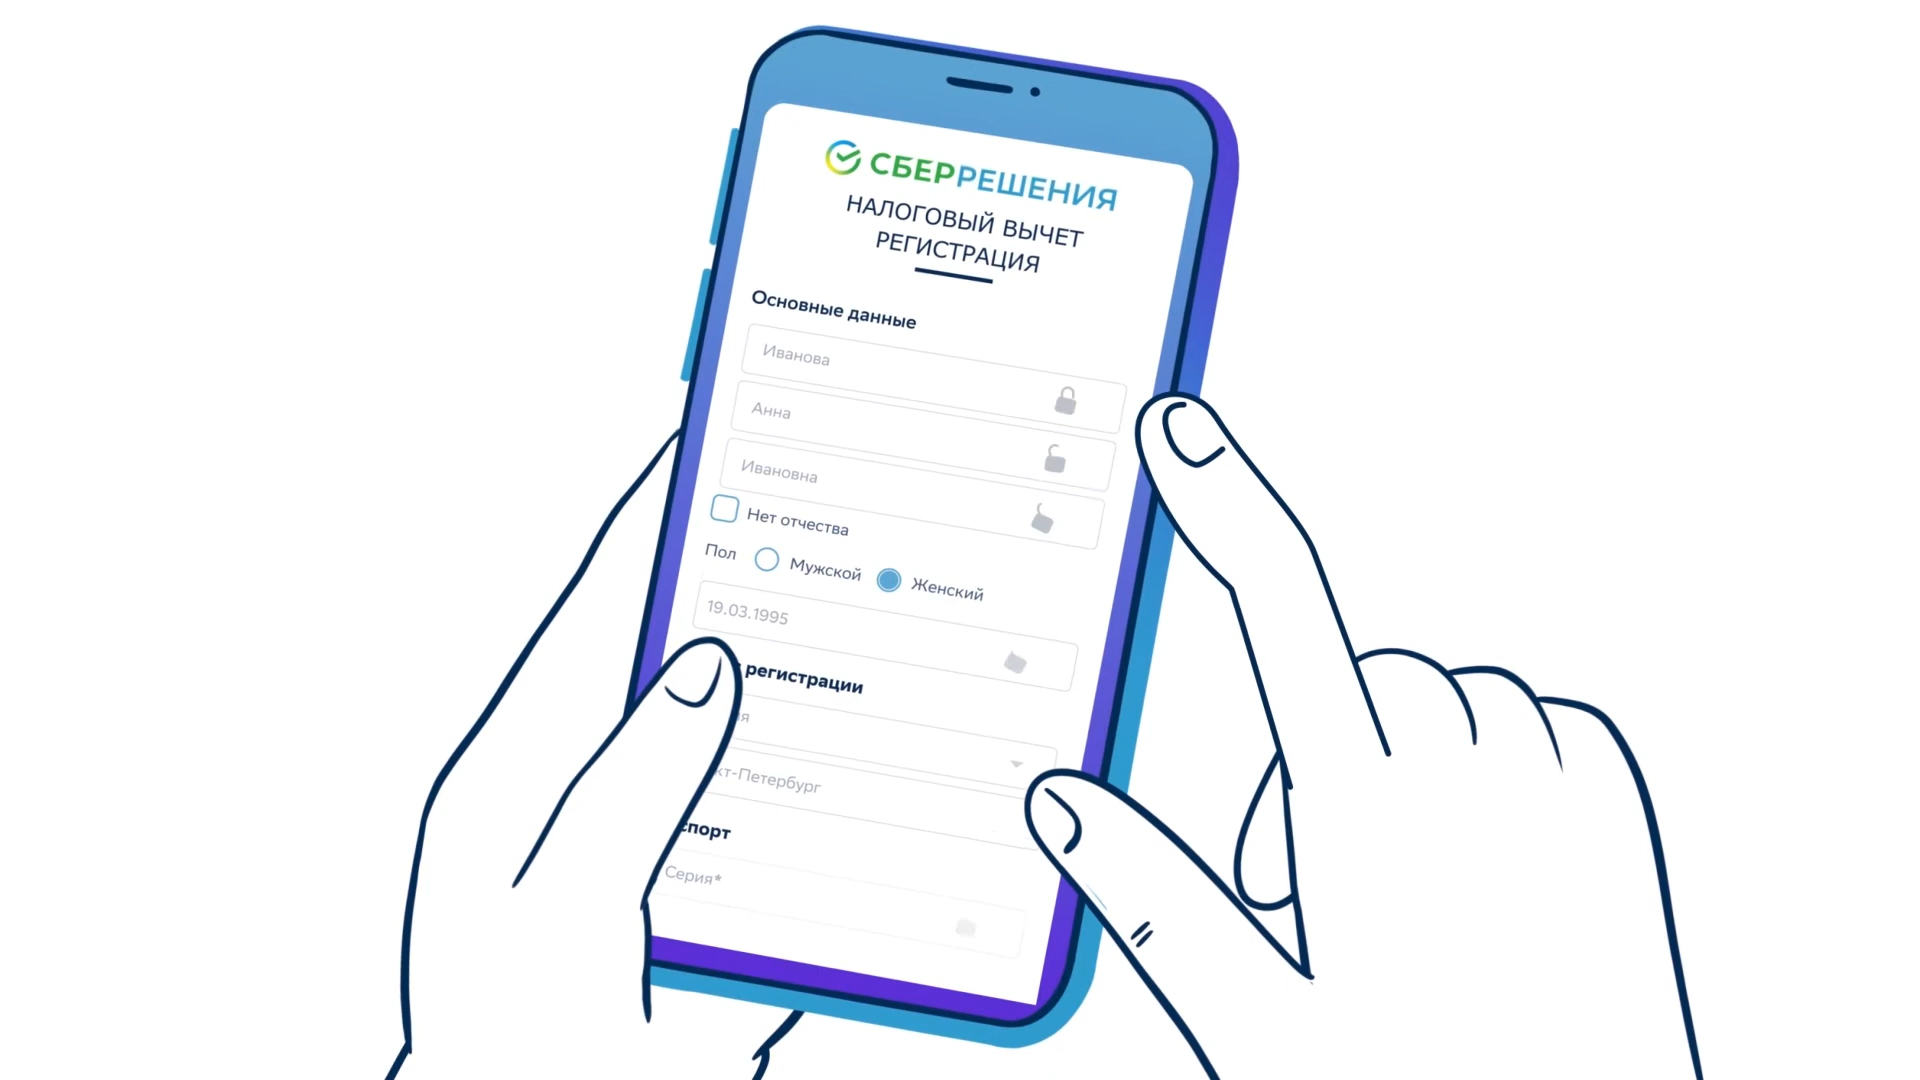 СБЕРРЕШЕНИЯ
НАЛОГОВЫЙ ВЫЧЕТ
РЕГИСТРАЦИЯ
Основные данные
Иванова
Анна
Ивановна
Нет отчества
Пол Мужской Женский
19.03.1995
регистрации
кт-Петербург
спорт
Серия*